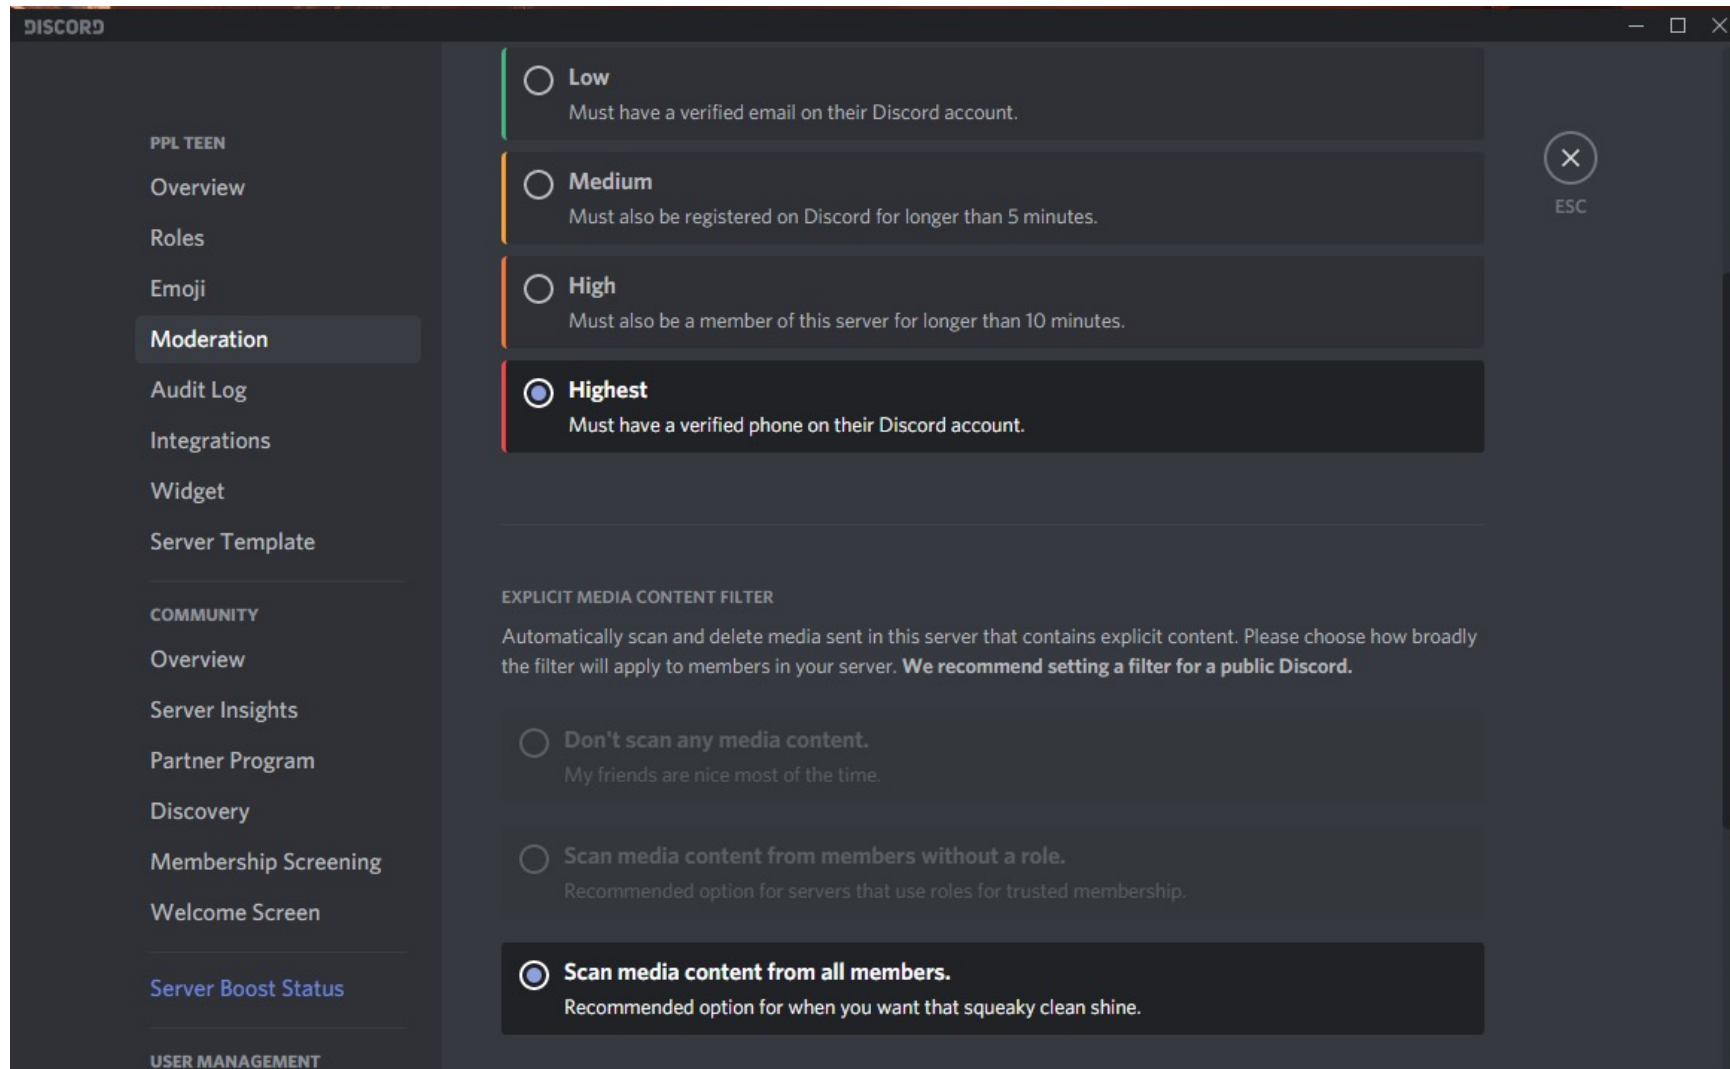 DISCORD
PPL TEEN
Overview
Roles
Emoji
Moderation
Audit Log
Integrations
Widget
Server Template
COMMUNITY
Overview
Server Insights
Partner Program
Discovery
Membership Screening
Welcome Screen
Server Boost Status
USER MANAGEMENT
Low
Must have a verified email on their Discord account.
Medium
Must also be registered on Discord for longer than 5 minutes.
High
Must also be a member of this server for longer than 10 minutes.
Highest
Must have a verified phone on their Discord account.
EXPLICIT MEDIA CONTENT FILTER
Automatically scan and delete media sent in this server that contains explicit content. Please choose how broadly
the filter will apply to members in your server. We recommend setting a filter for a public Discord.
Don't scan any media content.
My friends are nice most of the time.
Scan media content from members without a role.
Recommended option for servers that use roles for trusted membership.
Scan media content from all members.
Recommended option for when you want that squeaky clean shine.
ESC